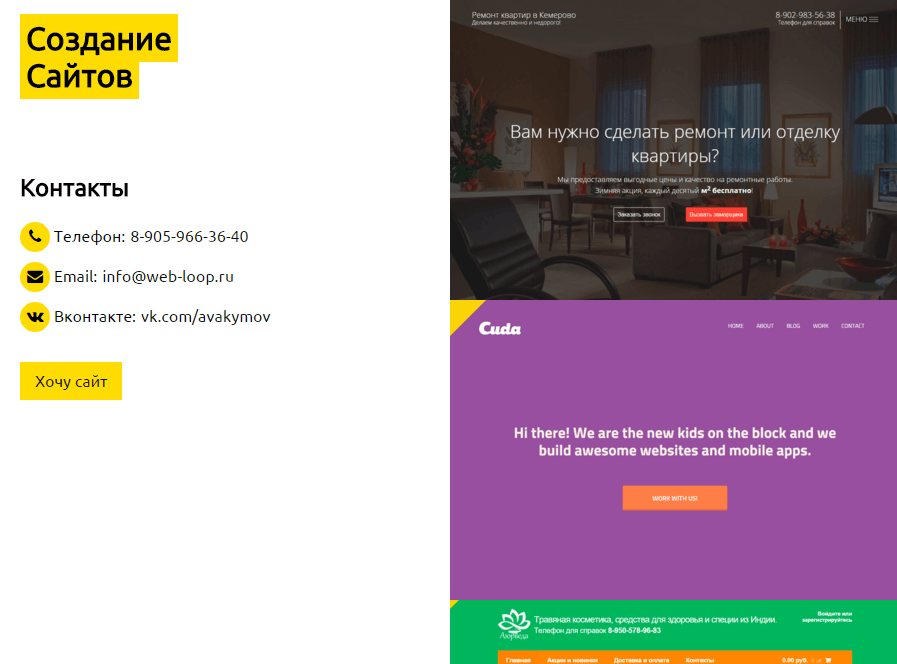 Создание
Сайтов
Контакты
Телефон: 8-905-966-36-40
Email: info@web-loop.ru
Вконтакте: vk.com/avakymov
Хочу сайт
Ремонт квартир в Кемерово
Делаем качественно и недорого!
8-902-983-56-38
Телефон для справок
МЕНЮ
Вам нужно сделать ремонт или отделку
квартиры?
Мы предоставляем выгодные цены и качество на ремонтные работы.
Зимняя акция, каждый десятый м² бесплатно!
Заказать звонок
Вызвать замерщика
Cuda
HOME ABOUT BLOG WORK CONTACT
Hi there! We are the new kids on the block and we
build awesome websites and mobile apps.
WORK WITH US!
Аюрведа
Травяная косметика, средства для здоровья и специи из Индии.
Телефон для справок 8-950-578-96-83
Войдите или
зарегистрируйтесь
Главная Акции и новинки Доставка и оплата Контакты 0.00 руб.